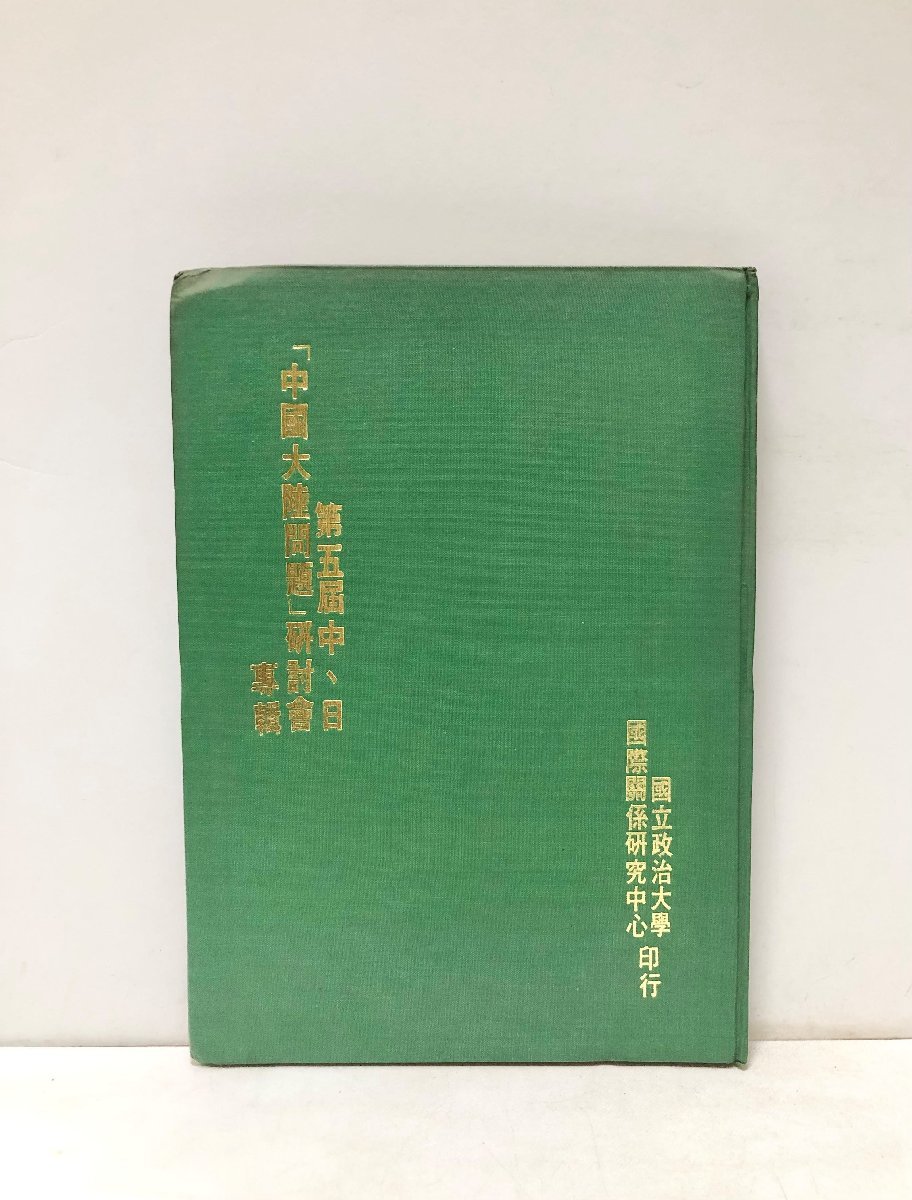 第五屆中、日
「中國大陸問題」研討會
專輯
國立政治大學
國際關係研究中心
印行